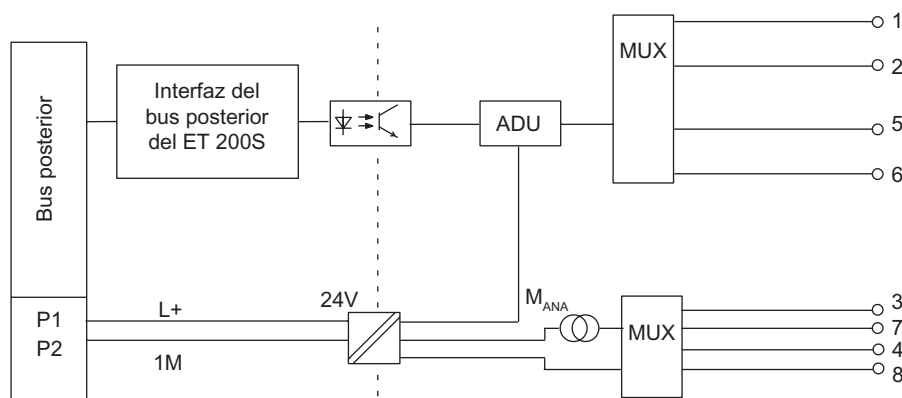 Bus posterior
Interfaz del
bus posterior
del ET 200S
ADU
MUX
1
2
5
6
P1
P2
L+
1M
24V
M_ANA
MUX
3
7
4
8